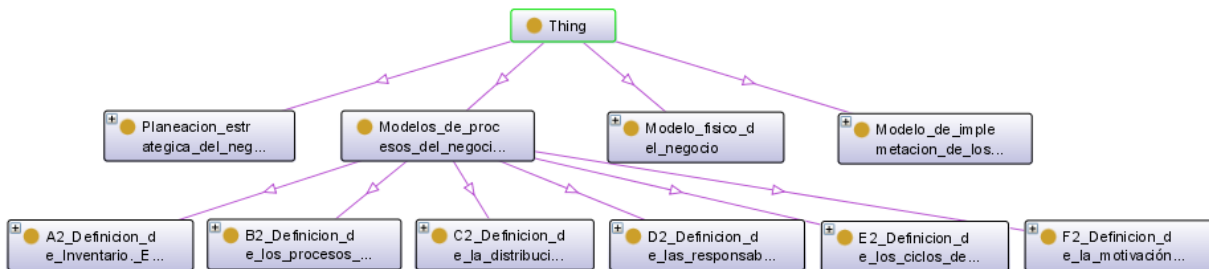 Thing
Planeacion_estr
ategica_del_neg...
Modelos_de_proc
esos_del_negoci...
Modelo_fisico_d
el_negocio
Modelo_de_imple
metacion_de_los...
A2_Definicion_d
e_Inventario._E...
B2_Definicion_d
e_los_procesos_...
C2_Definicion_d
e_la_distribuci...
D2_Definicion_d
e_las_responsab...
E2_Definicion_d
e_los_ciclos_de...
F2_Definicion_d
e_la_motivación...